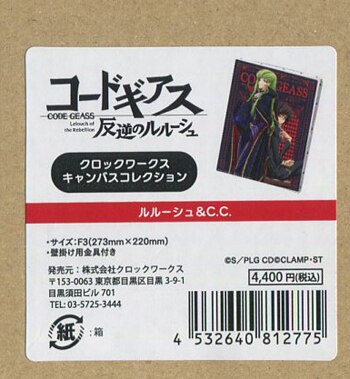 コードギアス
CODE GEASS
Lelouch of
the Rebellion
反逆のルルーシュ
CODE GEASS
クロックワークス
キャンバスコレクション
ルルーシュ&C.C.
・サイズ:F3(273mm×220mm)
・壁掛け用金具付き
©S/PLG CD©CLAMP・ST
発売元:株式会社クロックワークス
〒153-0063 東京都目黒区目黒 3-9-1
目黒須田ビル 701
TEL: 03-5725-3444
4,400円(税込)
紙 :箱
4 532640 812775